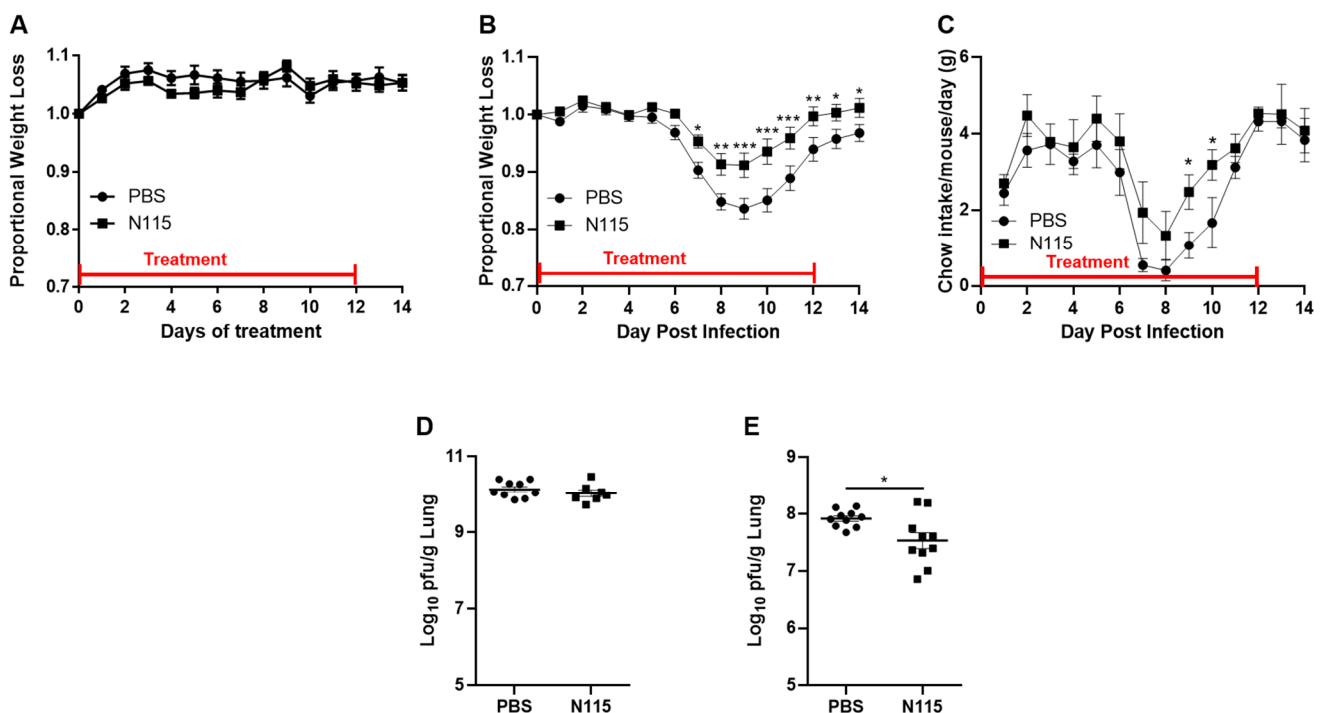 A
Proportional Weight Loss
1.1
1.0
0.9
0.8
0.7
PBS
N115
Treatment
0 2 4 6 8 10 12 14
Days of treatment
B
Proportional Weight Loss
1.1
1.0
0.9
0.8
0.7
* ** *** *** *** ** * *
PBS
N115
Treatment
0 2 4 6 8 10 12 14
Day Post Infection
C
Chow intake/mouse/day (g)
6
4
2
0
* *
PBS
N115
Treatment
0 2 4 6 8 10 12 14
Day Post Infection
D
Log10 pfu/g Lung
11
9
7
5
PBS N115
E
Log10 pfu/g Lung
9
8
7
6
5
*
PBS N115